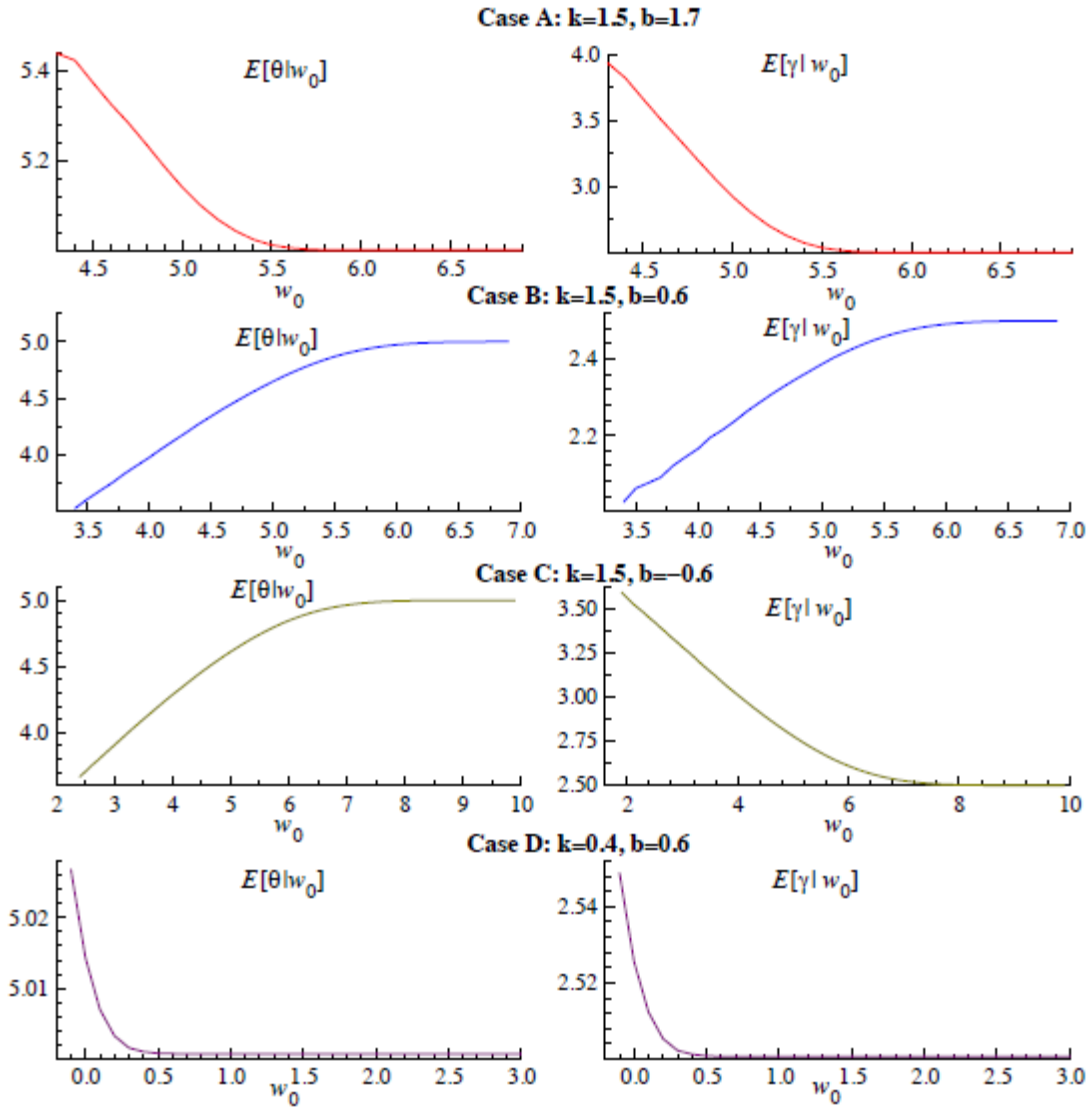 Case A: k=1.5, b=1.7
E[θ|w0]
5.4
5.2
4.5 5.0 5.5 6.0 6.5
w0
E[γ| w0]
4.0
3.5
3.0
4.5 5.0 5.5 6.0 6.5
w0
Case B: k=1.5, b=0.6
E[θ|w0]
5.0
4.5
4.0
3.5 4.0 4.5 5.0 5.5 6.0 6.5 7.0
w0
E[γ| w0]
2.4
2.2
3.5 4.0 4.5 5.0 5.5 6.0 6.5 7.0
w0
Case C: k=1.5, b=−0.6
E[θ|w0]
5.0
4.5
4.0
2 3 4 5 6 7 8 9 10
w0
E[γ| w0]
3.50
3.25
3.00
2.75
2.50
2 4 6 8 10
w0
Case D: k=0.4, b=0.6
E[θ|w0]
5.02
5.01
0.0 0.5 1.0 1.5 2.0 2.5 3.0
w0
E[γ| w0]
2.54
2.52
0.0 0.5 1.0 1.5 2.0 2.5 3.0
w0